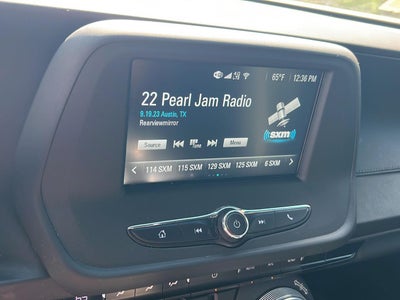 65°F 12:36 PM
22 Pearl Jam Radio
9.19.23 Austin, TX
Rearviewmirror
sxm
Source
Menu
114 SXM 115 SXM 129 SXM 125 SXM 6 SXM